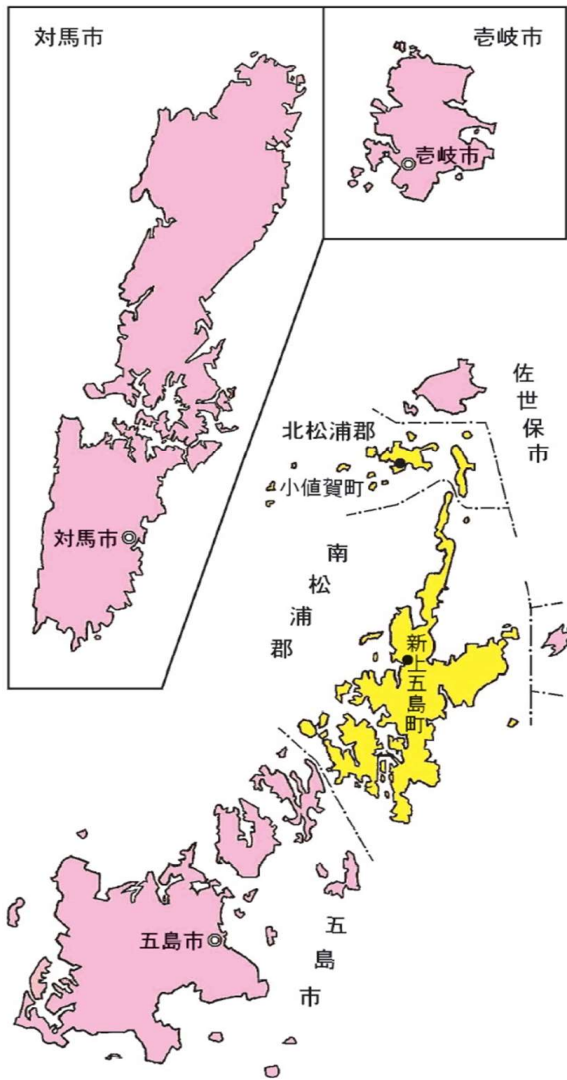 対馬市
壱岐市
壱岐市
対馬市
佐世保市
北松浦郡
小値賀町
南松浦郡
新上五島町
五島市
五島市